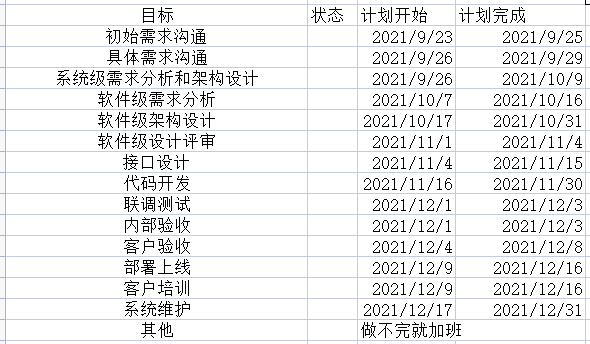 目标 状态 计划开始 计划完成
初始需求沟通 2021/9/23 2021/9/25
具体需求沟通 2021/9/26 2021/9/29
系统级需求分析和架构设计 2021/9/26 2021/10/9
软件级需求分析 2021/10/7 2021/10/16
软件级架构设计 2021/10/17 2021/10/31
软件级设计评审 2021/11/1 2021/11/4
接口设计 2021/11/4 2021/11/15
代码开发 2021/11/16 2021/11/30
联调测试 2021/12/1 2021/12/3
内部验收 2021/12/1 2021/12/3
客户验收 2021/12/4 2021/12/8
部署上线 2021/12/9 2021/12/16
客户培训 2021/12/9 2021/12/16
系统维护 2021/12/17 2021/12/31
其他 做不完就加班